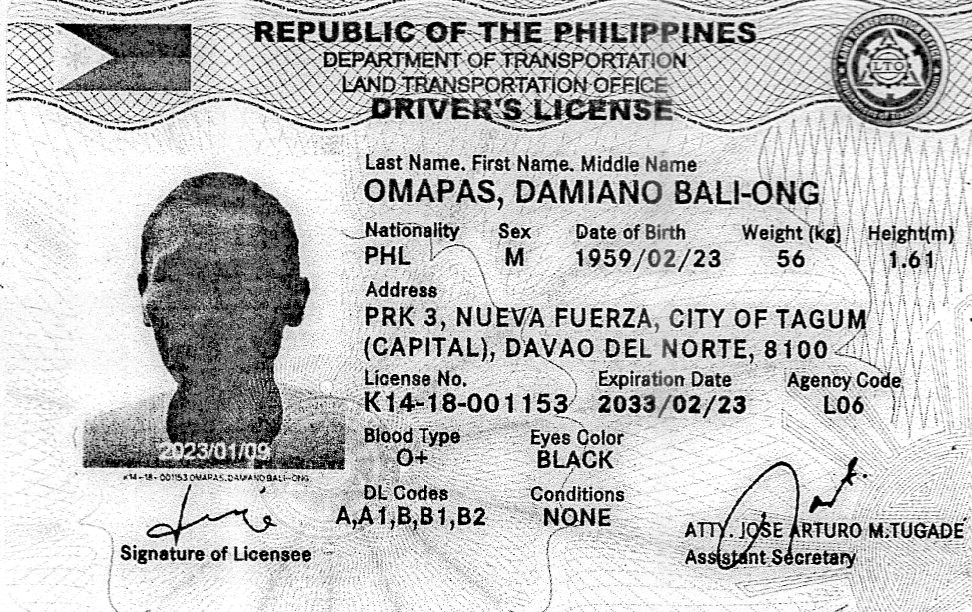 REPUBLIC OF THE PHILIPPINES
DEPARTMENT OF TRANSPORTATION
LAND TRANSPORTATION OFFICE
DRIVER'S LICENSE
LTO
Last Name. First Name. Middle Name
OMAPAS, DAMIANO BALI-ONG
Nationality Sex Date of Birth Weight (kg) Height(m)
PHL M 1959/02/23 56 1.61
Address
PRK 3, NUEVA FUERZA, CITY OF TAGUM
(CAPITAL), DAVAO DEL NORTE, 8100
License No. Expiration Date Agency Code
K14-18-001153 2033/02/23 L06
Blood Type Eyes Color
O+ BLACK
DL Codes Conditions
A,A1,B,B1,B2 NONE
2023/01/09
K14-18-001153 OMAPAS, DAMIANO BALI-ONG
Signature of Licensee
ATTY. JOSE ARTURO M.TUGADE
Assistant Secretary